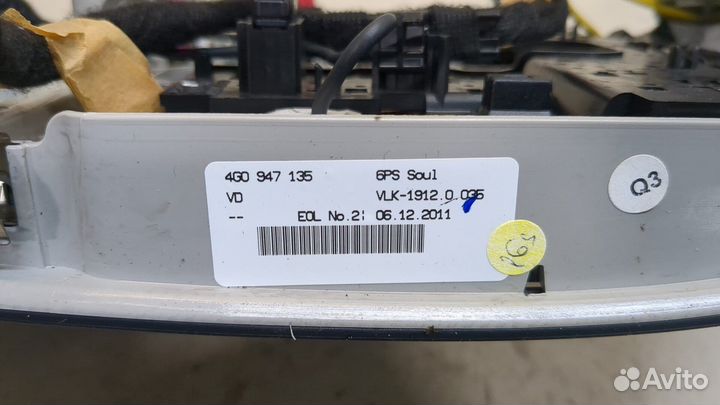 4G0 947 135 6PS Soul
VD VLK-1912.0.035
-- EOL No.2: 06.12.2011
Q3
Avito